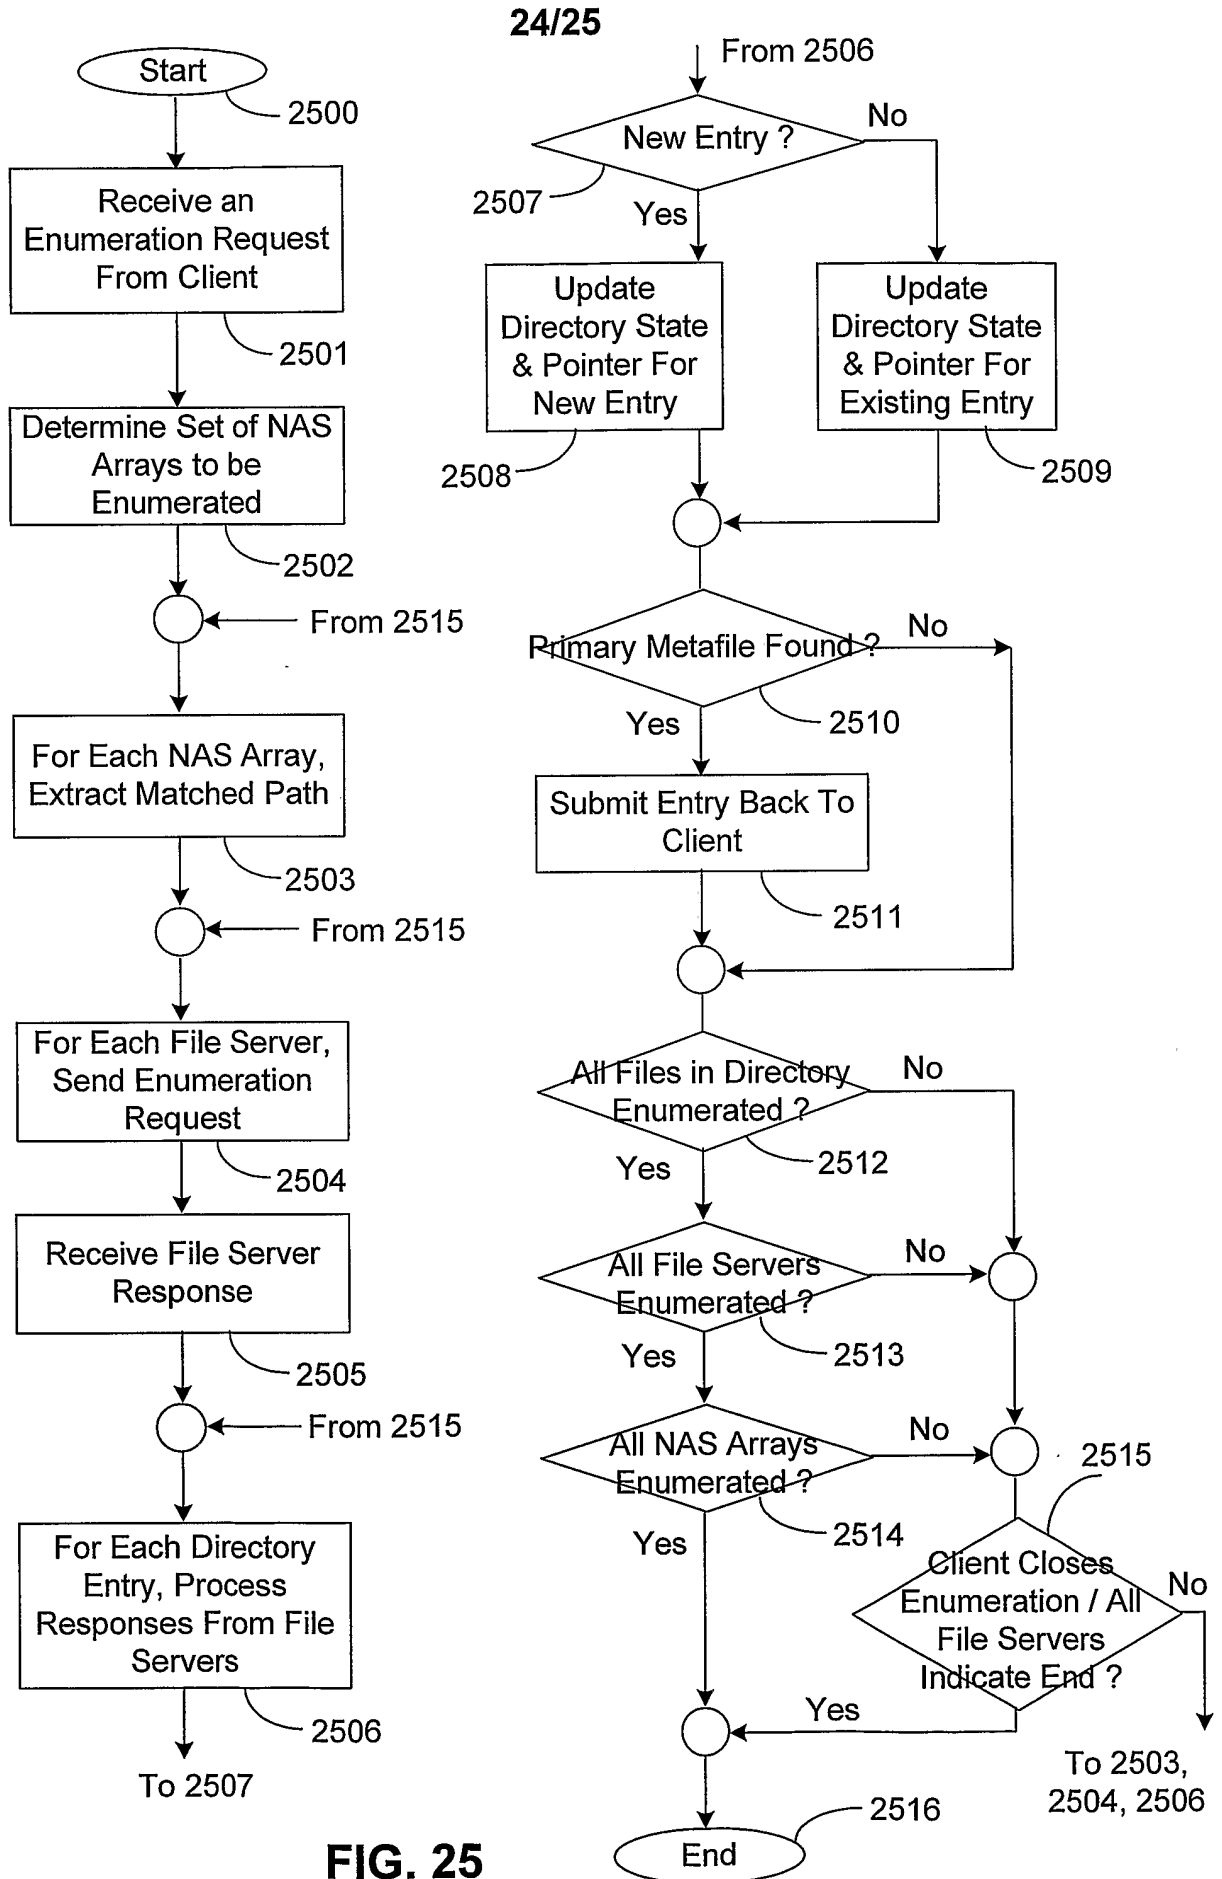 24/25
Start
2500
Receive an
Enumeration Request
From Client
2501
Determine Set of NAS
Arrays to be
Enumerated
2502
From 2515
For Each NAS Array,
Extract Matched Path
2503
From 2515
For Each File Server,
Send Enumeration
Request
2504
Receive File Server
Response
2505
From 2515
For Each Directory
Entry, Process
Responses From File
Servers
2506
To 2507
From 2506
New Entry ?
No
2507
Yes
Update
Directory State
& Pointer For
New Entry
2508
Update
Directory State
& Pointer For
Existing Entry
2509
Primary Metafile Found ?
No
2510
Yes
Submit Entry Back To
Client
2511
All Files in Directory
Enumerated ?
No
2512
Yes
All File Servers
Enumerated ?
No
2513
Yes
All NAS Arrays
Enumerated ?
No
2514
Yes
2515
Client Closes
Enumeration / All
File Servers
Indicate End ?
No
Yes
To 2503,
2504, 2506
2516
End
FIG. 25